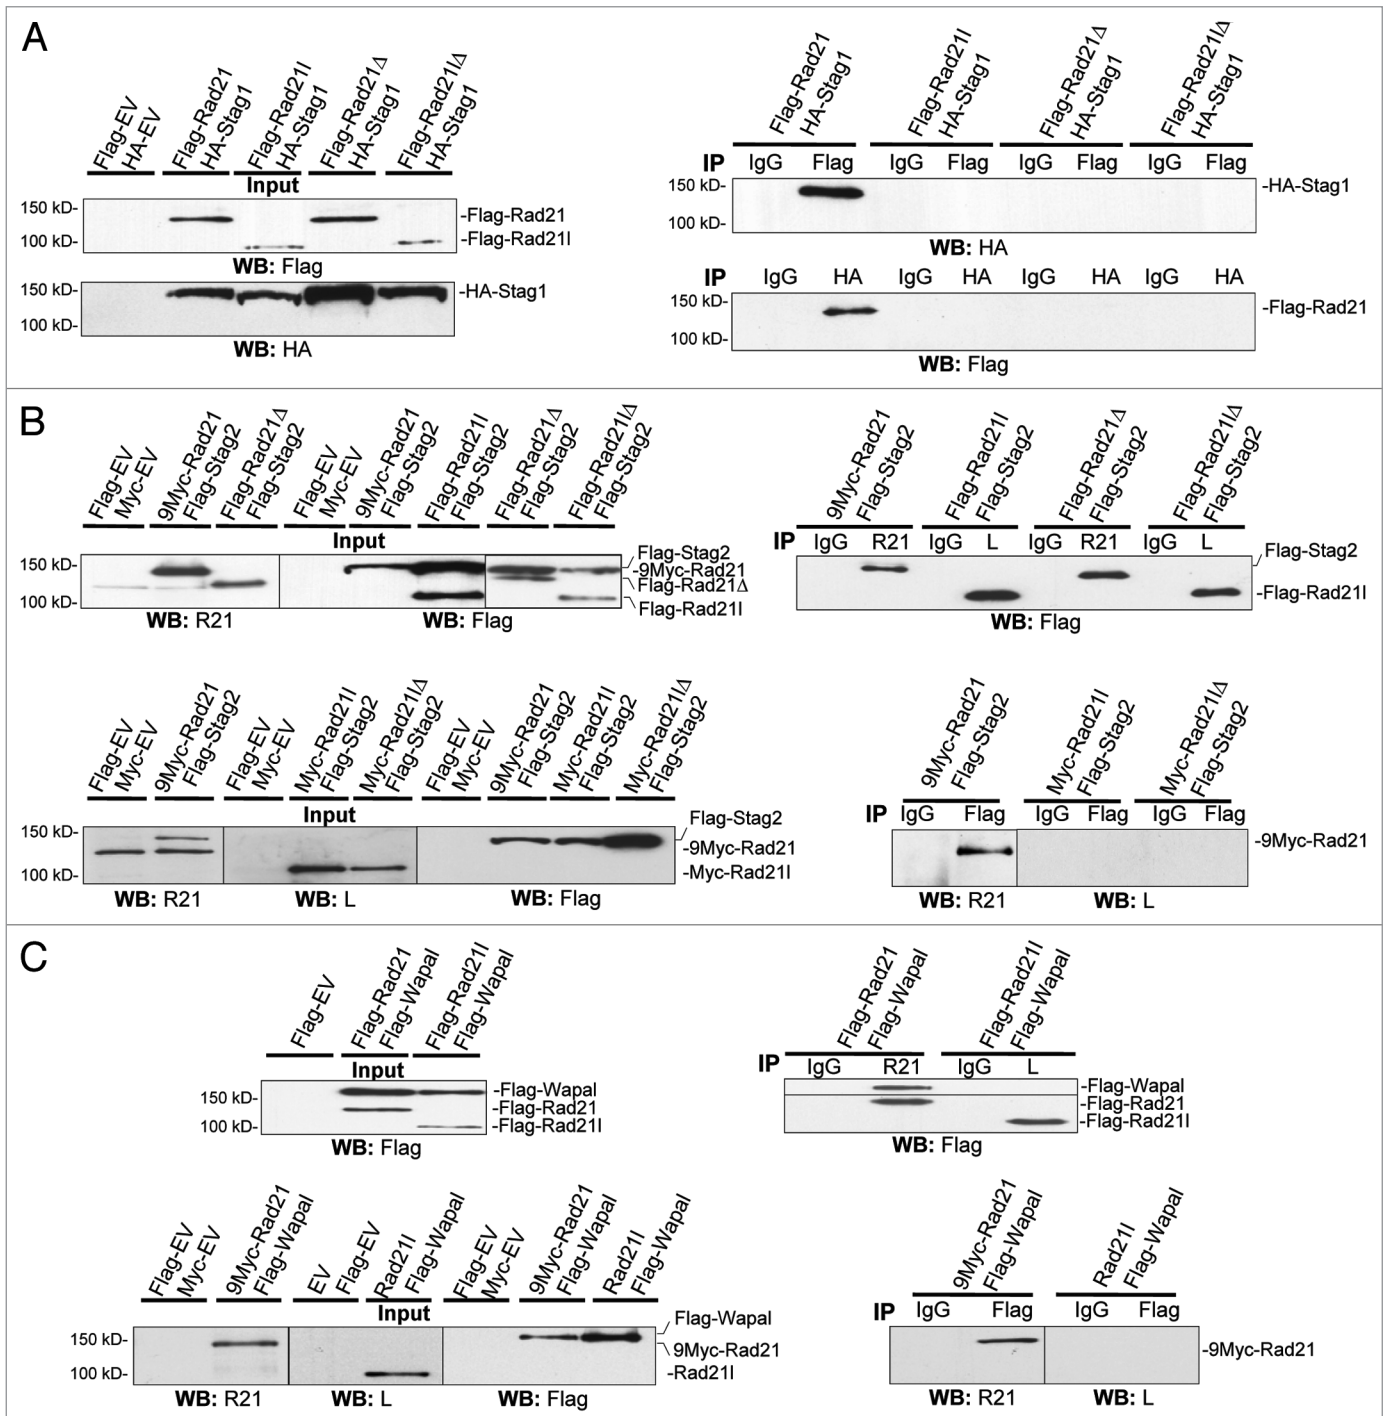 A
Flag-EV
HA-EV
Flag-Rad21
HA-Stag1
Flag-Rad21l
HA-Stag1
Flag-Rad21Δ
HA-Stag1
Flag-Rad21lΔ
HA-Stag1
Input
150 kD-
100 kD-
-Flag-Rad21
-Flag-Rad21l
WB: Flag
150 kD-
100 kD-
-HA-Stag1
WB: HA
Flag-Rad21
HA-Stag1
Flag-Rad21l
HA-Stag1
Flag-Rad21Δ
HA-Stag1
Flag-Rad21lΔ
HA-Stag1
IP IgG Flag IgG Flag IgG Flag IgG Flag
150 kD-
100 kD-
-HA-Stag1
WB: HA
IP IgG HA IgG HA IgG HA IgG HA
150 kD-
100 kD-
-Flag-Rad21
WB: Flag
B
Flag-EV
Myc-EV
9Myc-Rad21
Flag-Stag2
Flag-Rad21Δ
Flag-Stag2
Flag-EV
Myc-EV
9Myc-Rad21
Flag-Stag2
Flag-Rad21l
Flag-Stag2
Flag-Rad21Δ
Flag-Stag2
Flag-Rad21lΔ
Flag-Stag2
Input
150 kD-
100 kD-
Flag-Stag2
-9Myc-Rad21
Flag-Rad21Δ
Flag-Rad21l
WB: R21 WB: Flag
9Myc-Rad21
Flag-Stag2
Flag-Rad21l
Flag-Stag2
Flag-Rad21Δ
Flag-Stag2
Flag-Rad21lΔ
Flag-Stag2
IP IgG R21 IgG L IgG R21 IgG L
Flag-Stag2
-Flag-Rad21l
WB: Flag
Flag-EV
Myc-EV
9Myc-Rad21
Flag-Stag2
Flag-EV
Myc-EV
Myc-Rad21l
Flag-Stag2
Myc-Rad21lΔ
Flag-Stag2
Flag-EV
Myc-EV
9Myc-Rad21
Flag-Stag2
Myc-Rad21l
Flag-Stag2
Myc-Rad21lΔ
Flag-Stag2
Input
150 kD-
100 kD-
Flag-Stag2
-9Myc-Rad21
-Myc-Rad21l
WB: R21 WB: L WB: Flag
9Myc-Rad21
Flag-Stag2
Myc-Rad21l
Flag-Stag2
Myc-Rad21lΔ
Flag-Stag2
IP IgG Flag IgG Flag IgG Flag
-9Myc-Rad21
WB: R21 WB: L
C
Flag-EV
Flag-Rad21
Flag-Wapal
Flag-Rad21l
Flag-Wapal
Input
150 kD-
100 kD-
-Flag-Wapal
-Flag-Rad21
-Flag-Rad21l
WB: Flag
Flag-Rad21
Flag-Wapal
Flag-Rad21l
Flag-Wapal
IP IgG R21 IgG L
-Flag-Wapal
-Flag-Rad21
-Flag-Rad21l
WB: Flag
Flag-EV
Myc-EV
9Myc-Rad21
Flag-Wapal
EV
Flag-EV
Rad21l
Flag-Wapal
Flag-EV
Myc-EV
9Myc-Rad21
Flag-Wapal
Rad21l
Flag-Wapal
Input
150 kD-
100 kD-
Flag-Wapal
9Myc-Rad21
-Rad21l
WB: R21 WB: L WB: Flag
9Myc-Rad21
Flag-Wapal
Rad21l
Flag-Wapal
IP IgG Flag IgG Flag
-9Myc-Rad21
WB: R21 WB: L